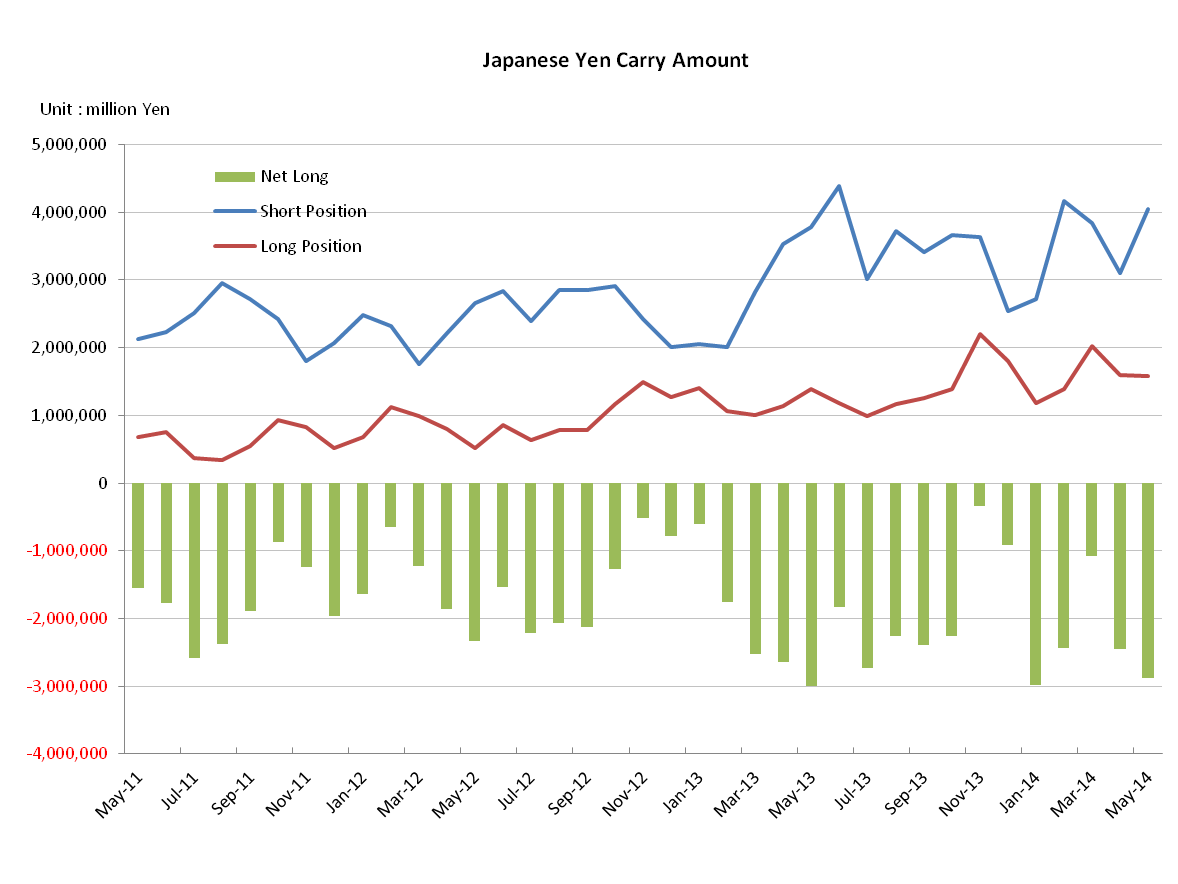 Japanese Yen Carry Amount
Unit : million Yen
5,000,000
4,000,000
3,000,000
2,000,000
1,000,000
0
-1,000,000
-2,000,000
-3,000,000
-4,000,000
Net Long
Short Position
Long Position
May-11
Jul-11
Sep-11
Nov-11
Jan-12
Mar-12
May-12
Jul-12
Sep-12
Nov-12
Jan-13
Mar-13
May-13
Jul-13
Sep-13
Nov-13
Jan-14
Mar-14
May-14